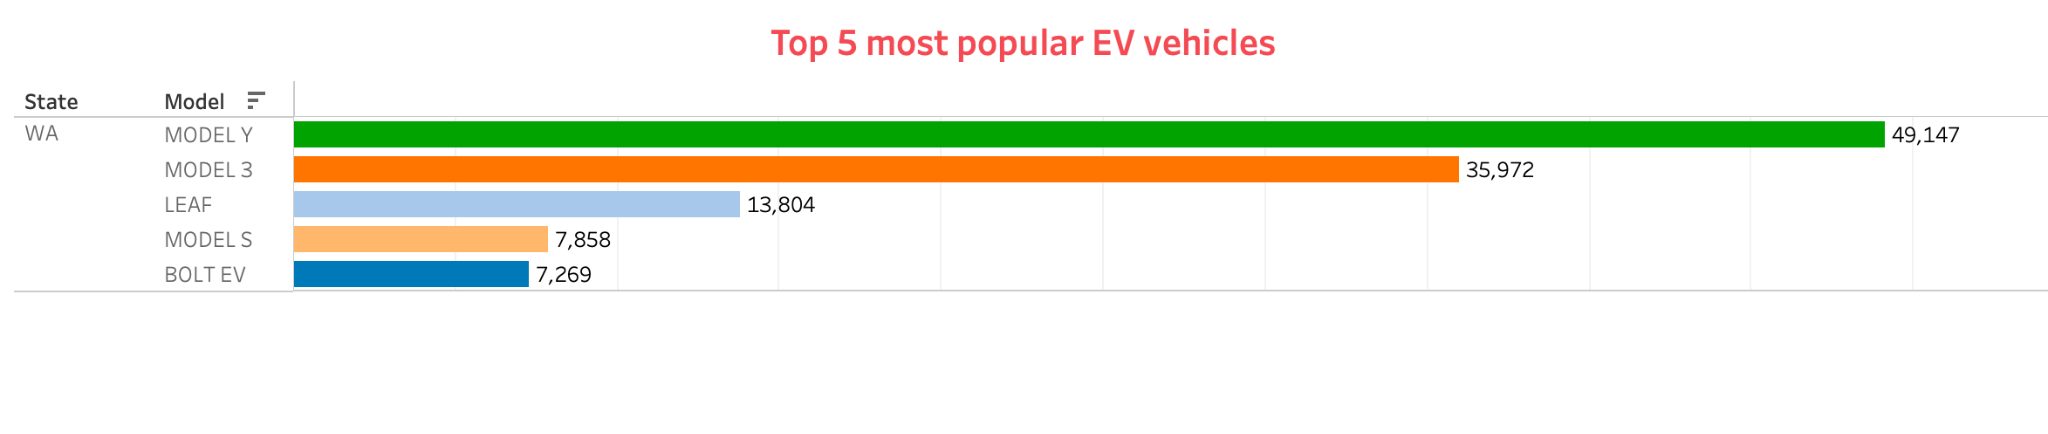 Top 5 most popular EV vehicles
State Model
WA MODEL Y 49,147
MODEL 3 35,972
LEAF 13,804
MODEL S 7,858
BOLT EV 7,269